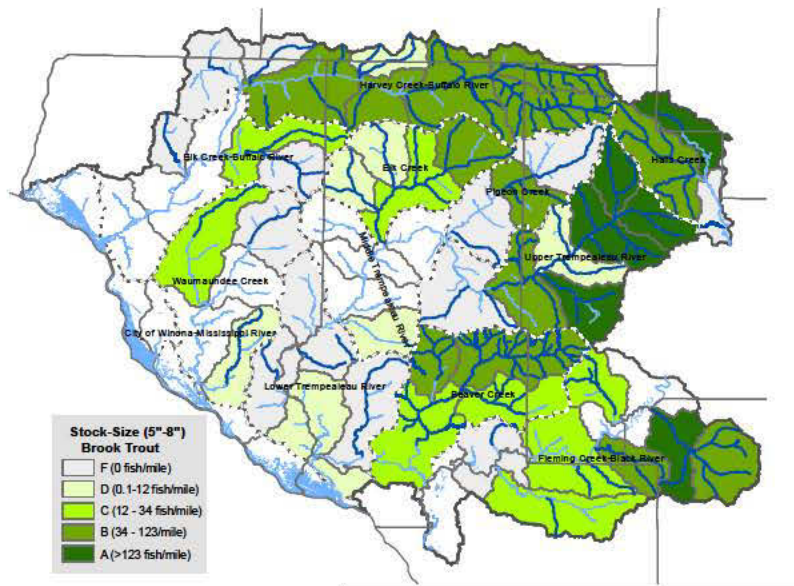 Harvey Creek-Buffalo River
Elk Creek-Buffalo River
Elk Creek
Halls Creek
Pigeon Creek
Upper Trempealeau River
Waumaundee Creek
Middle Trempealeau River
City of Winona-Mississippi River
Lower Trempealeau River
Beaver Creek
Fleming Creek-Black River
Stock-Size (5"-8")
Brook Trout
F (0 fish/mile)
D (0.1-12 fish/mile)
C (12 - 34 fish/mile)
B (34 - 123/mile)
A (>123 fish/mile)